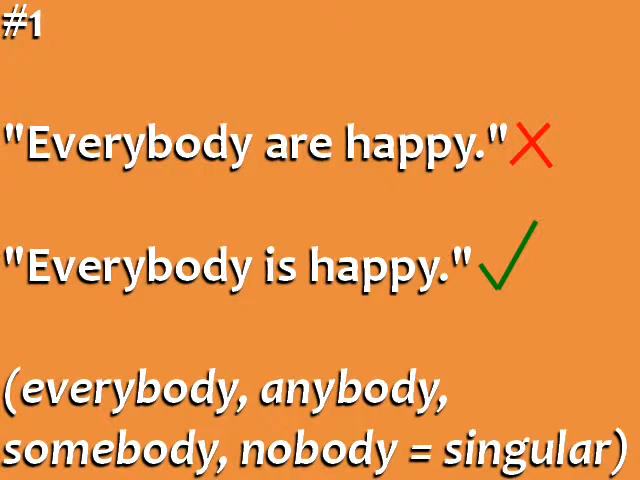 #1
"Everybody are happy."
"Everybody is happy."
(everybody, anybody,
somebody, nobody = singular)